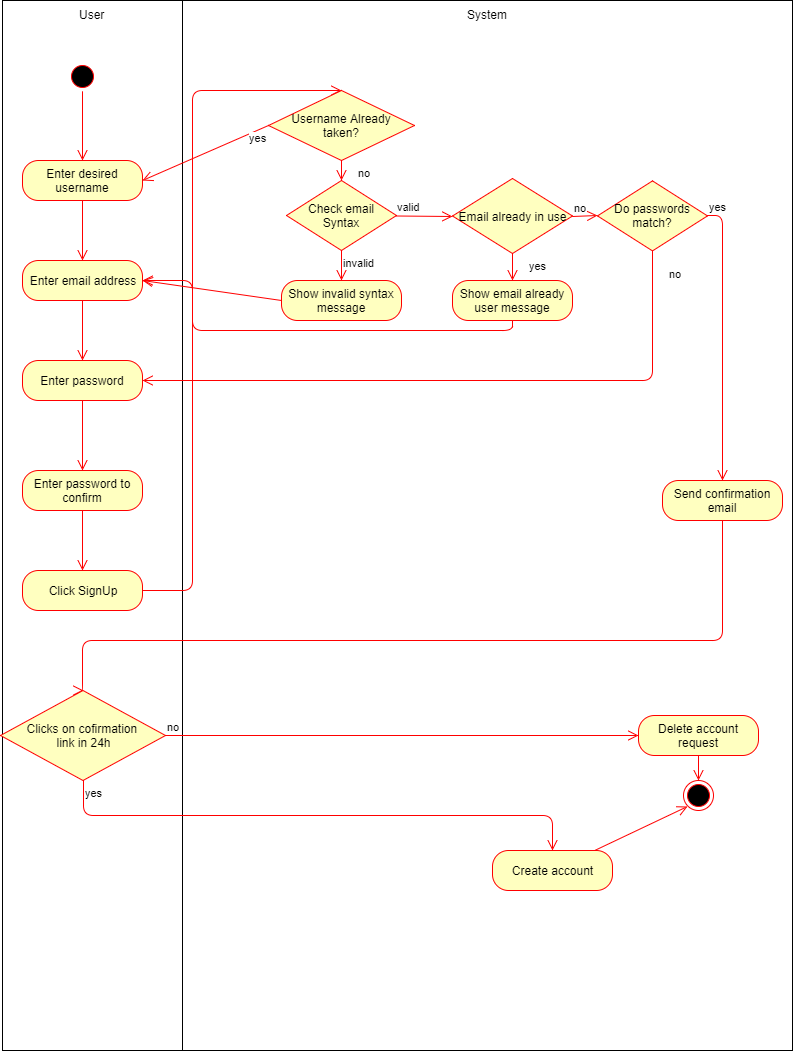 User
System
Username Already
taken?
yes
Enter desired
username
no
Check email
Syntax
valid
Email already in use
no
Do passwords
match?
yes
invalid
yes
no
Enter email address
Show invalid syntax
message
Show email already
user message
Enter password
Enter password to
confirm
Send confirmation
email
Click SignUp
Clicks on cofirmation
link in 24h
no
Delete account
request
yes
Create account